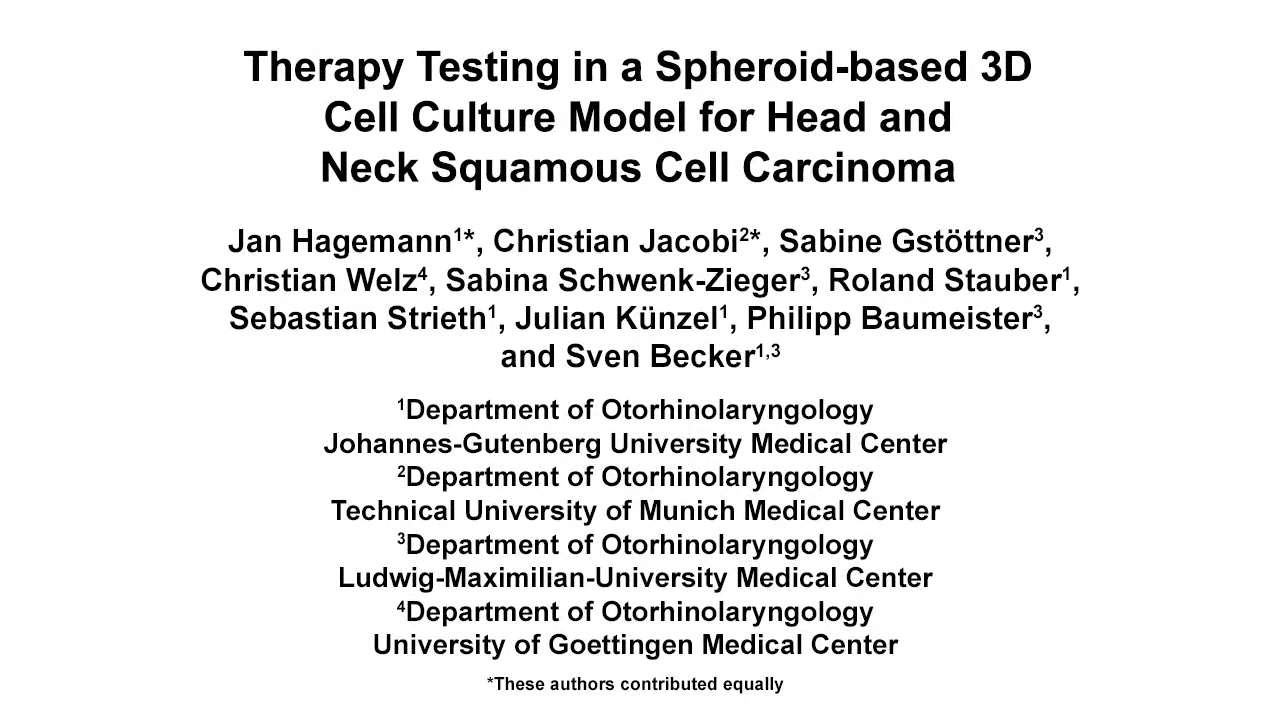 Therapy Testing in a Spheroid-based 3D
Cell Culture Model for Head and
Neck Squamous Cell Carcinoma
Jan Hagemann¹*, Christian Jacobi²*, Sabine Gstöttner³,
Christian Welz⁴, Sabina Schwenk-Zieger³, Roland Stauber¹,
Sebastian Strieth¹, Julian Künzel¹, Philipp Baumeister³,
and Sven Becker¹,³
¹Department of Otorhinolaryngology
Johannes-Gutenberg University Medical Center
²Department of Otorhinolaryngology
Technical University of Munich Medical Center
³Department of Otorhinolaryngology
Ludwig-Maximilian-University Medical Center
⁴Department of Otorhinolaryngology
University of Goettingen Medical Center
*These authors contributed equally